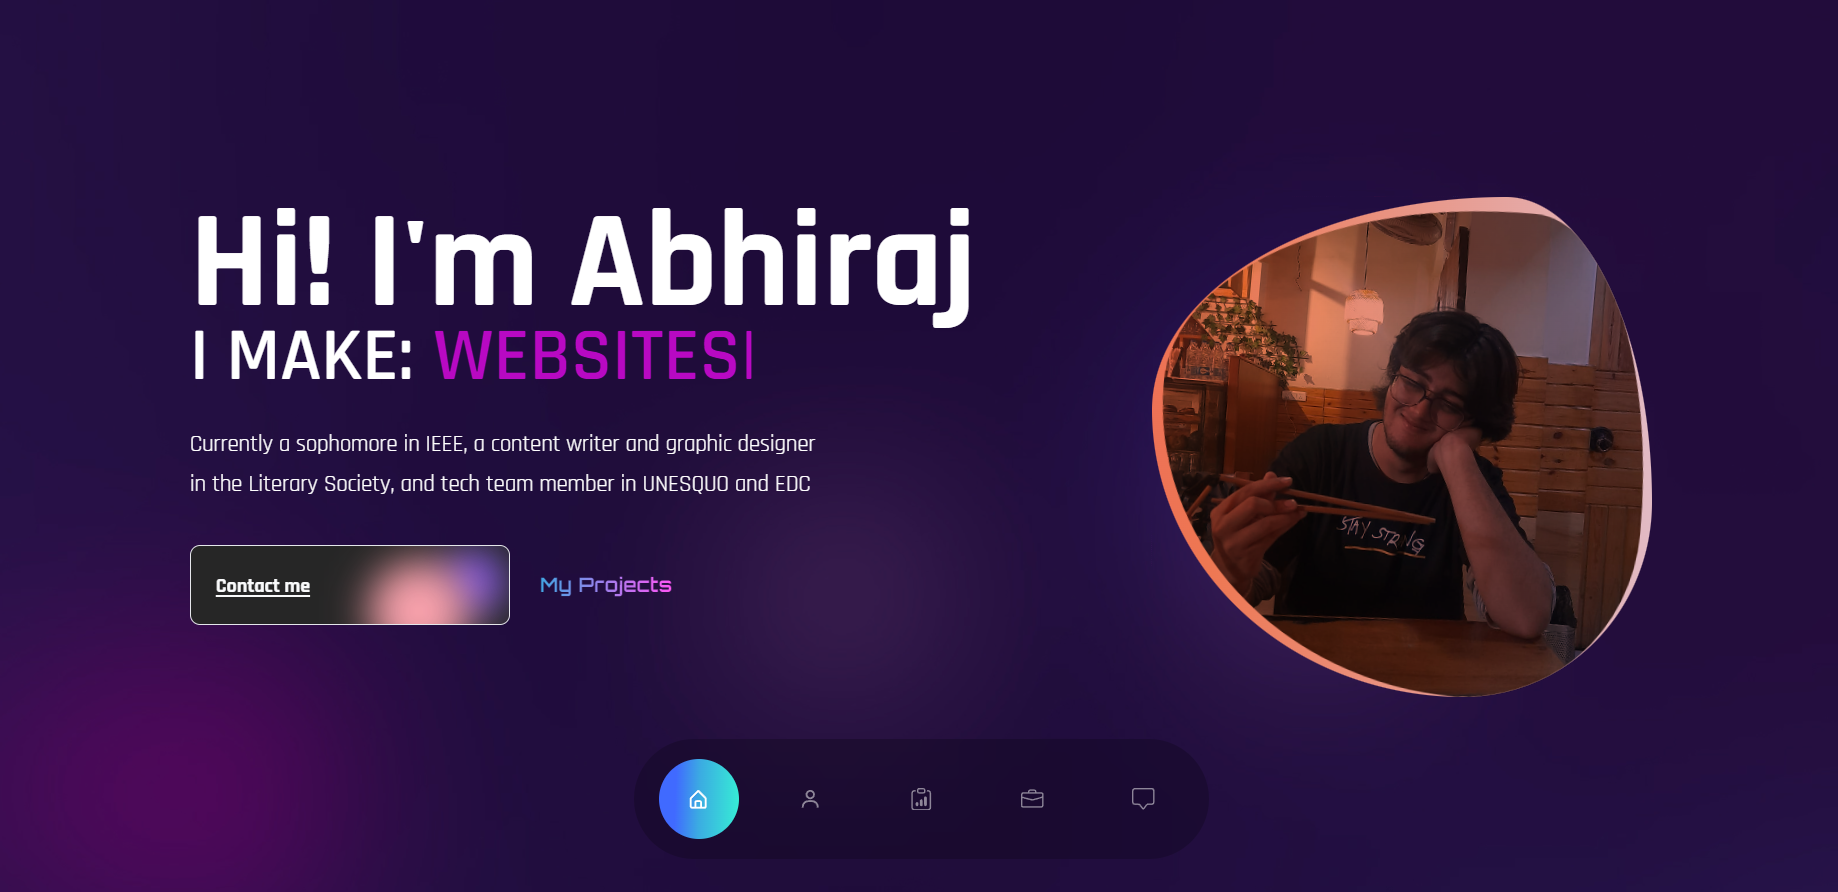 Hi! I'm Abhiraj
I MAKE: WEBSITES|
Currently a sophomore in IEEE, a content writer and graphic designer
in the Literary Society, and tech team member in UNESQUO and EDC
Contact me
My Projects
STAY STRONG